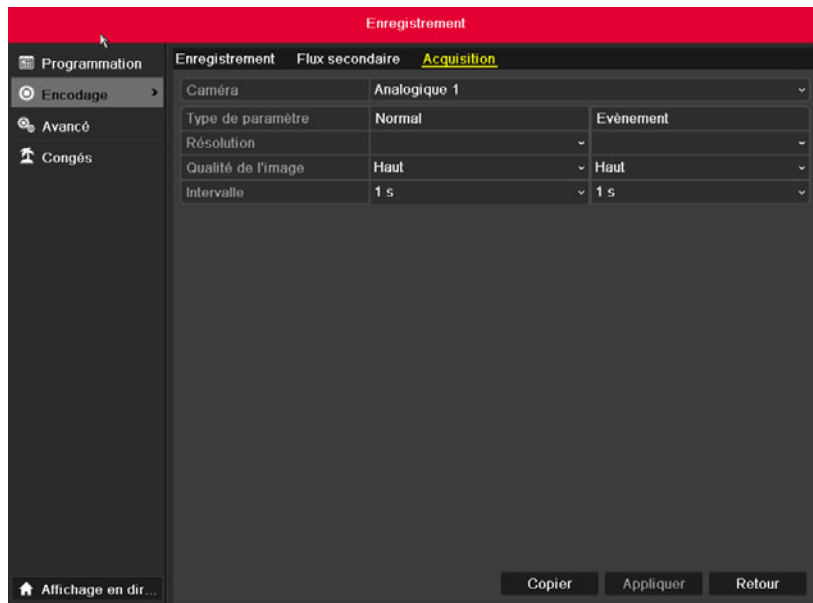 Enregistrement
Programmation
Encodage
Avancé
Congés
Affichage en dir...
Enregistrement Flux secondaire Acquisition
Caméra Analogique 1
Type de paramètre Normal Evènement
Résolution
Qualité de l'image Haut Haut
Intervalle 1 s 1 s
Copier Appliquer Retour